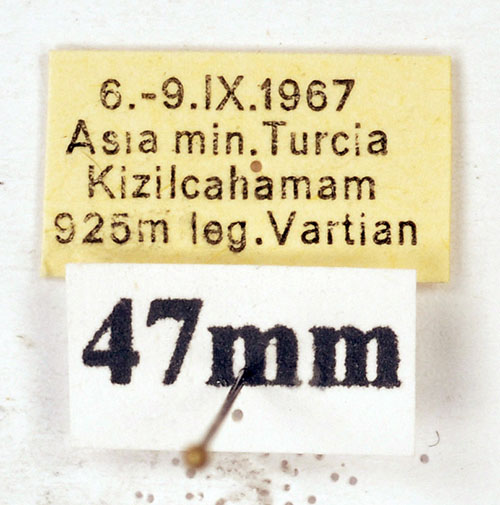 6.-9.IX.1967
Asia min.Turcia
Kizilcahamam
925m leg.Vartian
47mm